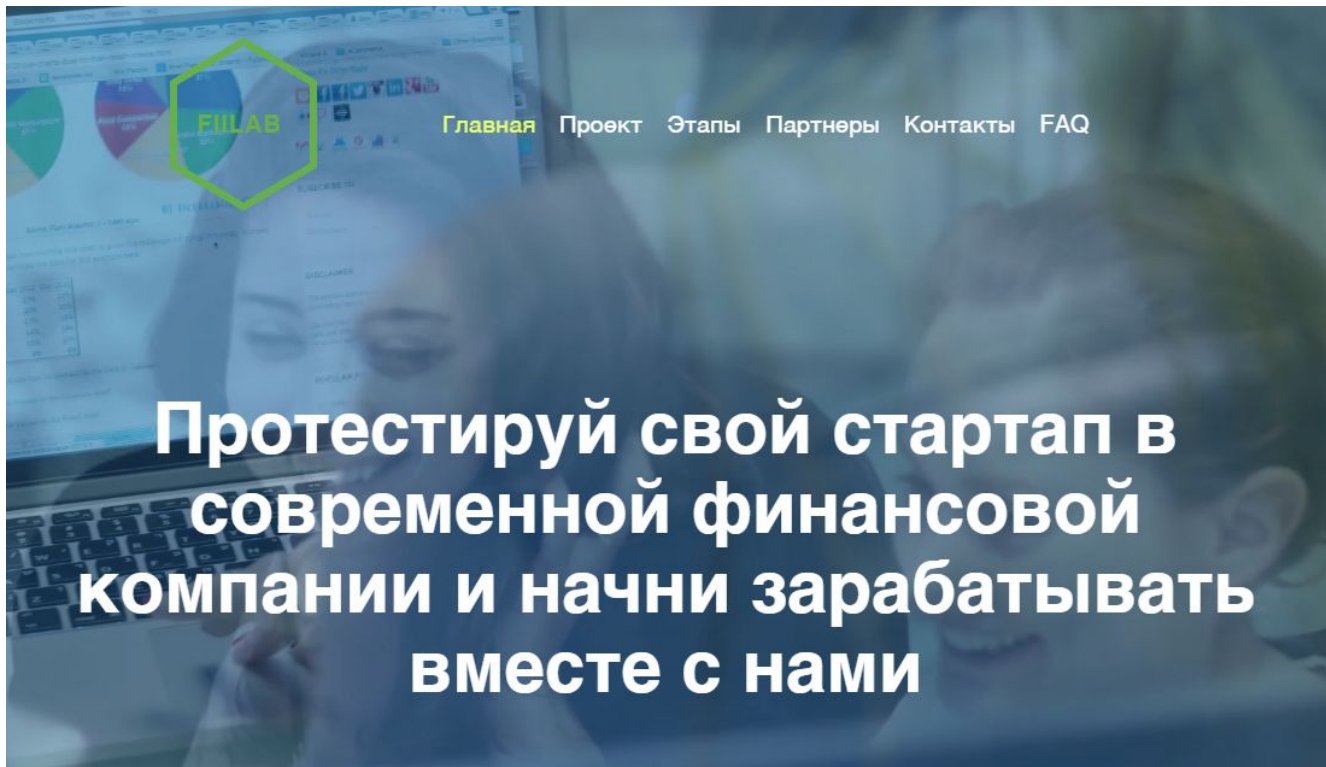 FIILAB
Главная Проект Этапы Партнеры Контакты FAQ
Протестируй свой стартап в
современной финансовой
компании и начни зарабатывать
вместе с нами